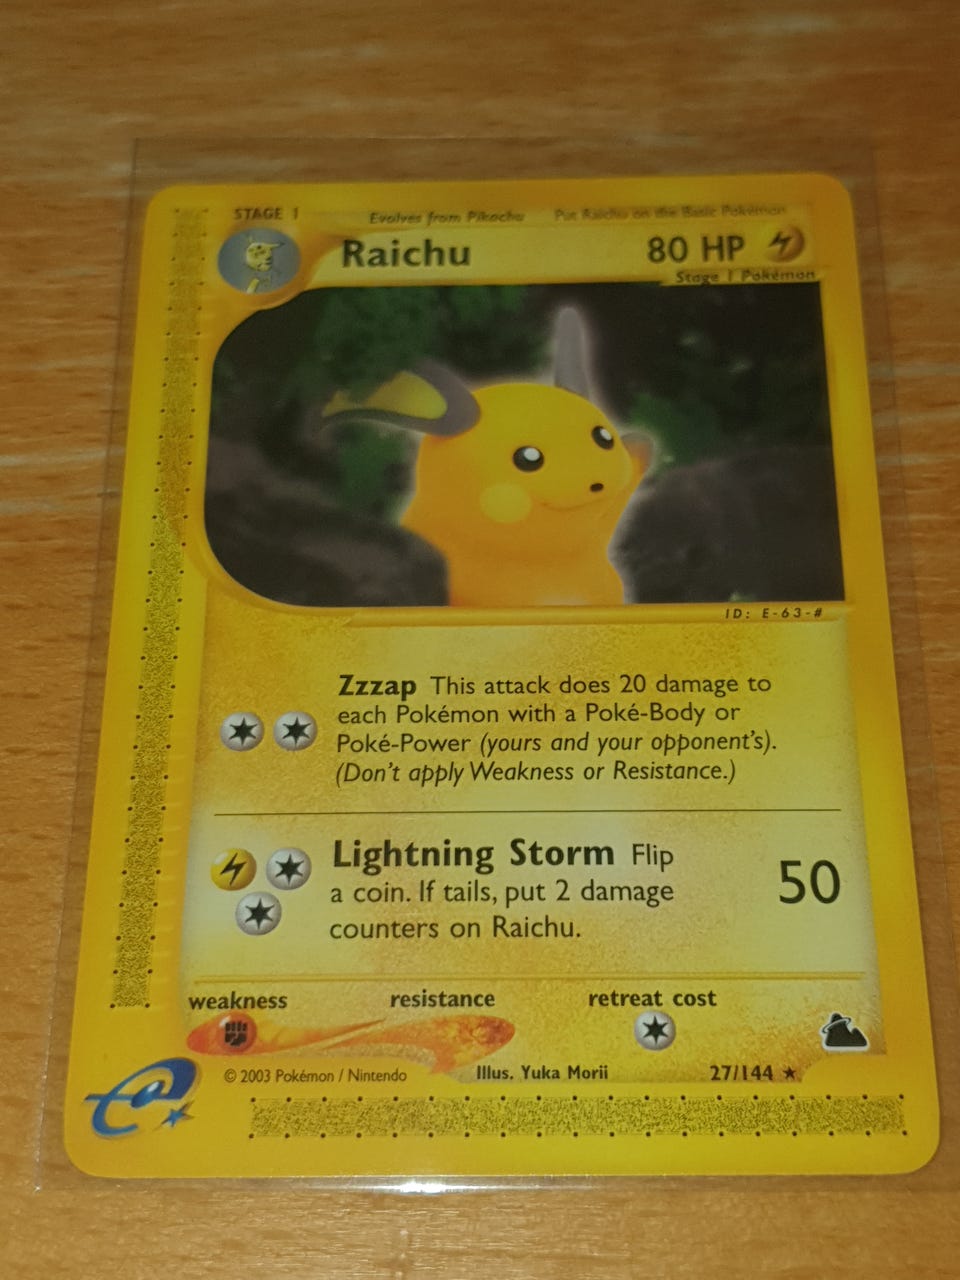 STAGE 1
Evolves from Pikachu
Put Raichu on the Basic Pokémon
Raichu
80 HP
Stage 1 Pokémon
ID: E-63-#
Zzzap This attack does 20 damage to
each Pokémon with a Poké-Body or
Poké-Power (yours and your opponent's).
(Don't apply Weakness or Resistance.)
Lightning Storm Flip
a coin. If tails, put 2 damage
counters on Raichu.
50
weakness
resistance
retreat cost
© 2003 Pokémon / Nintendo
Illus. Yuka Morii
27/144 ★
e